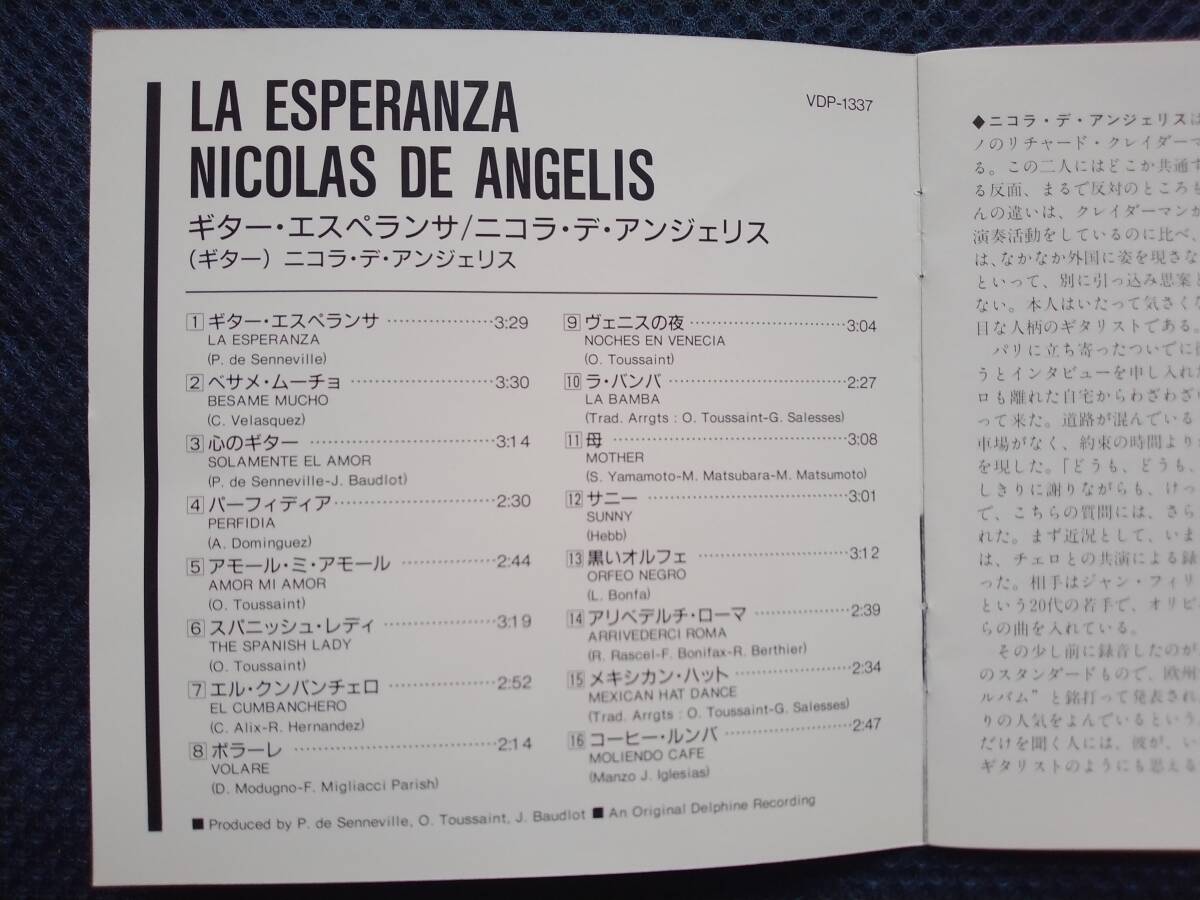 LA ESPERANZA
NICOLAS DE ANGELIS
VDP-1337
ギター・エスペランサ/ニコラ・デ・アンジェリス
(ギター) ニコラ・デ・アンジェリス
1 ギター・エスペランサ 3:29
LA ESPERANZA
(P. de Senneville)
2 ベサメ・ムーチョ 3:30
BESAME MUCHO
(C. Velasquez)
3 心のギター 3:14
SOLAMENTE EL AMOR
(P. de Senneville-J. Baudlot)
4 パーフィディア 2:30
PERFIDIA
(A. Dominguez)
5 アモール・ミ・アモール 2:44
AMOR MI AMOR
(O. Toussaint)
6 スパニッシュ・レディ 3:19
THE SPANISH LADY
(O. Toussaint)
7 エル・クンバンチェロ 2:52
EL CUMBANCHERO
(C. Alix-R. Hernandez)
8 ボラーレ 2:14
VOLARE
(D. Modugno-F. Migliacci Parish)
9 ヴェニスの夜 3:04
NOCHES EN VENECIA
(O. Toussaint)
10 ラ・バンバ 2:27
LA BAMBA
(Trad. Arrgts : O. Toussaint-G. Salesses)
11 母 3:08
MOTHER
(S. Yamamoto-M. Matsubara-M. Matsumoto)
12 サニー 3:01
SUNNY
(Hebb)
13 黒いオルフェ 3:12
ORFEO NEGRO
(L. Bonfa)
14 アリベデルチ・ローマ 2:39
ARRIVEDERCI ROMA
(R. Rascel-F. Bonifax-R. Berthier)
15 メキシカン・ハット 2:34
MEXICAN HAT DANCE
(Trad. Arrgts : O. Toussaint-G. Salesses)
16 コーヒー・ルンバ 2:47
MOLIENDO CAFE
(Manzo J. Iglesias)
■ Produced by P. de Senneville, O. Toussaint, J. Baudlot ■ An Original Delphine Recording
◆ニコラ・デ・アンジェリスは
ノのリチャード・クレイダーマ
る。この二人にはどこか共通す
る反面、まるで反対のところも
んの違いは、クレイダーマンが
演奏活動をしているのに比べ、
は、なかなか外国に姿を現さな
といって、別に引っ込み思案と
ない。本人はいたって気さくな
目な人柄のギタリストである。
パリに立ち寄ったついでに
うとインタビューを申し入れた
ロも離れた自宅からわざわざ
って来た。道路が混んでいる
車場がなく、約束の時間より
を現した。「どうも、どうも、
しきりに謝りながらも、けっ
で、こちらの質問には、さら
れた。まず近況として、いま
は、チェロとの共演による録
った。相手はジャン・フィリ
という20代の若手で、オリビ
らの曲を入れている。
その少し前に録音したのが、
のスタンダードもので、欧州
ルバム”と銘打って発表され
りの人気をよんでいるという
だけを聞く人には、彼が、い
ギタリストのようにも思える